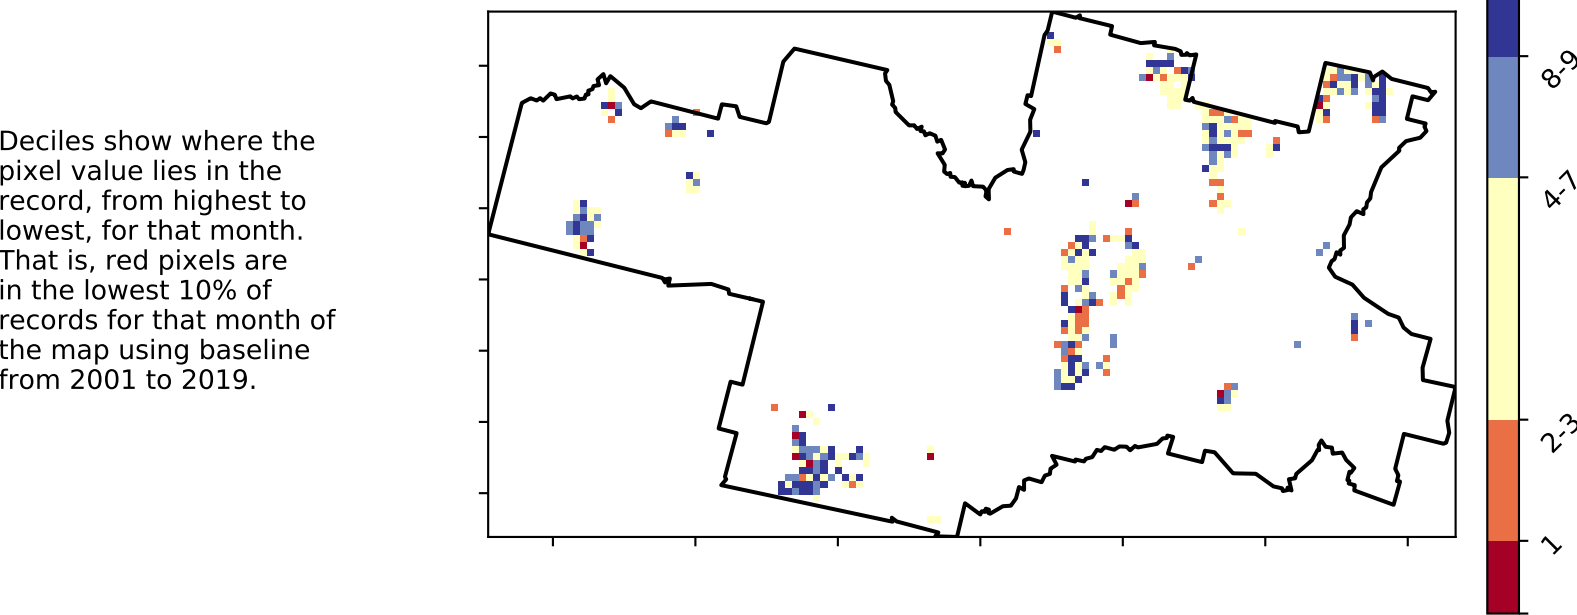 Deciles show where the
pixel value lies in the
record, from highest to
lowest, for that month.
That is, red pixels are
in the lowest 10% of
records for that month of
the map using baseline
from 2001 to 2019.
8-9
4-7
2-3
1